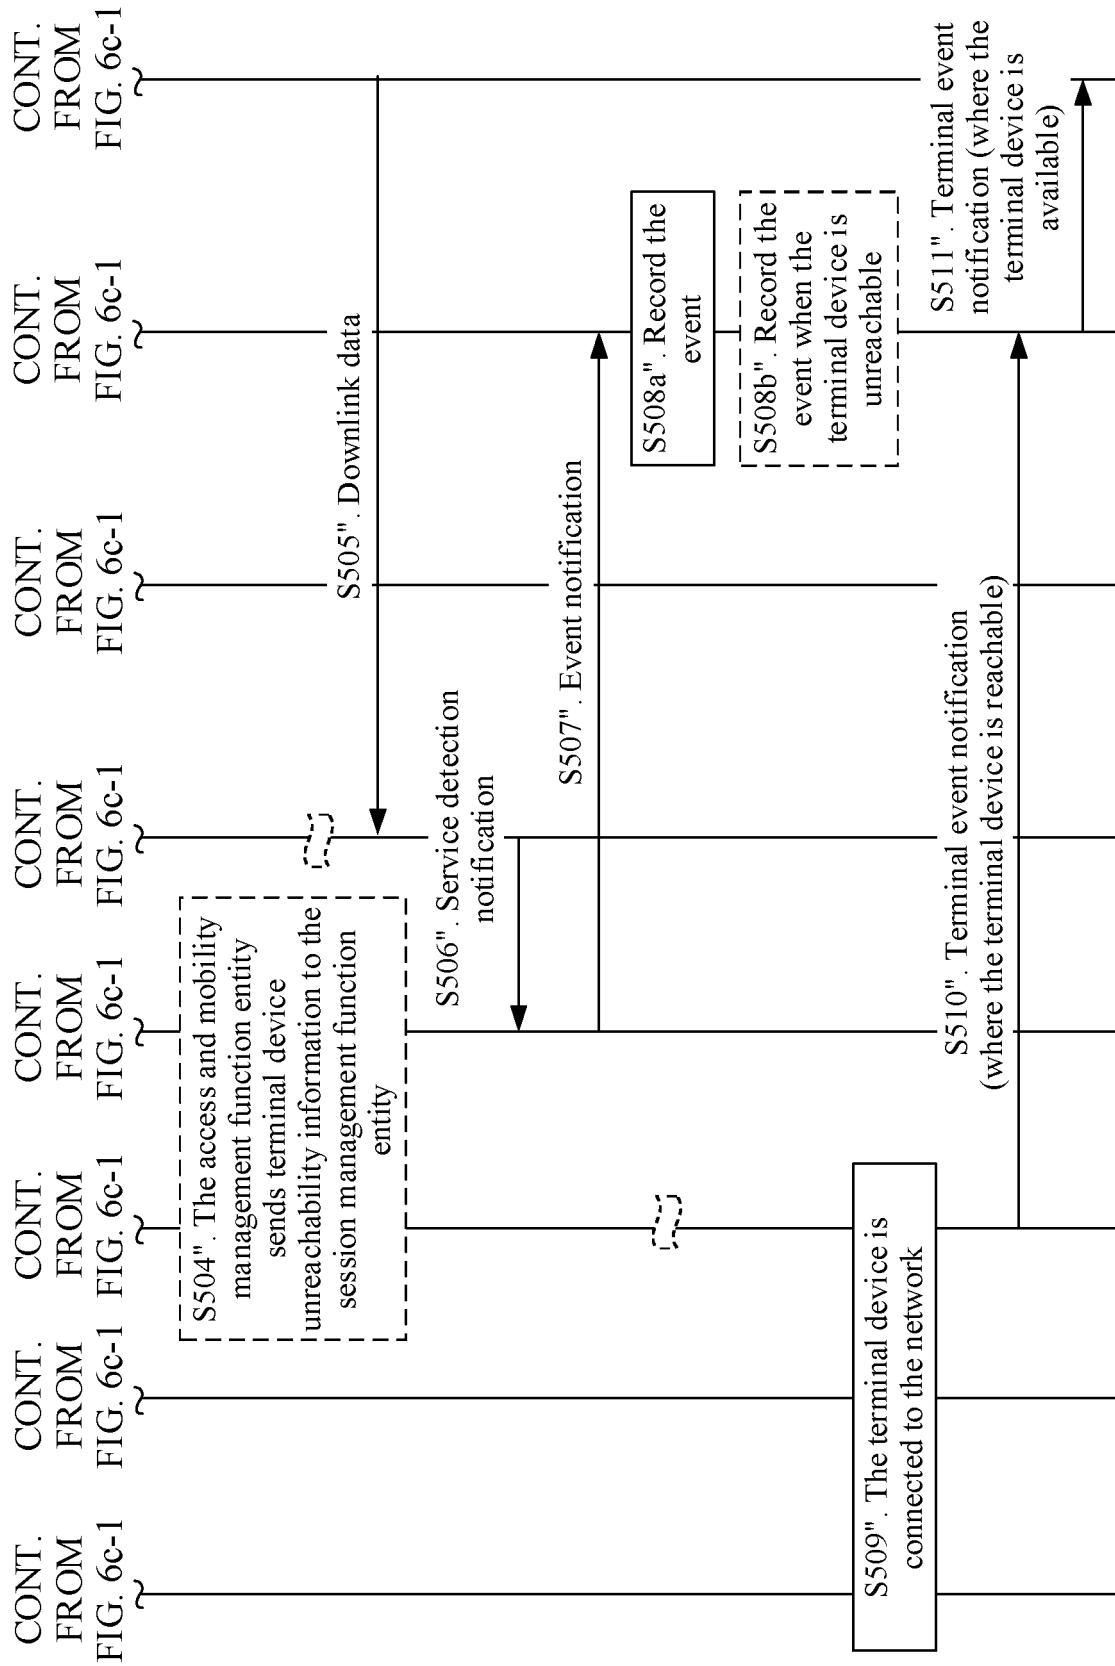 CONT.
FROM
FIG. 6c-1
CONT.
FROM
FIG. 6c-1
CONT.
FROM
FIG. 6c-1
CONT.
FROM
FIG. 6c-1
CONT.
FROM
FIG. 6c-1
CONT.
FROM
FIG. 6c-1
CONT.
FROM
FIG. 6c-1
CONT.
FROM
FIG. 6c-1
S504". The access and mobility
management function entity
sends terminal device
unreachability information to the
session management function
entity
S505". Downlink data
S506". Service detection
notification
S507". Event notification
S508a". Record the
event
S508b". Record the
event when the
terminal device is
unreachable
S509". The terminal device is
connected to the network
S510". Terminal event notification
(where the terminal device is reachable)
S511". Terminal event
notification (where the
terminal device is
available)